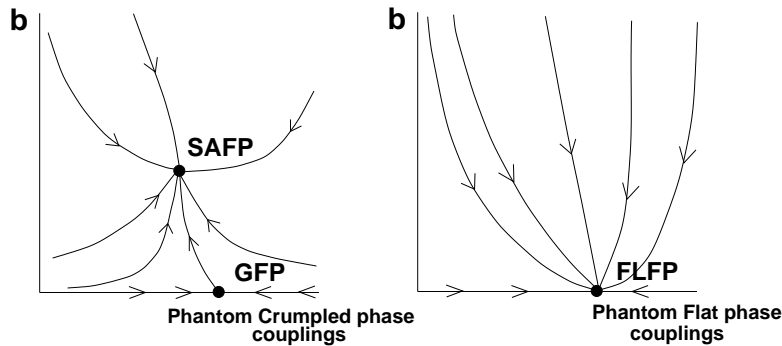 b
SAFP
GFP
Phantom Crumpled phase
couplings
b
FLFP
Phantom Flat phase
couplings